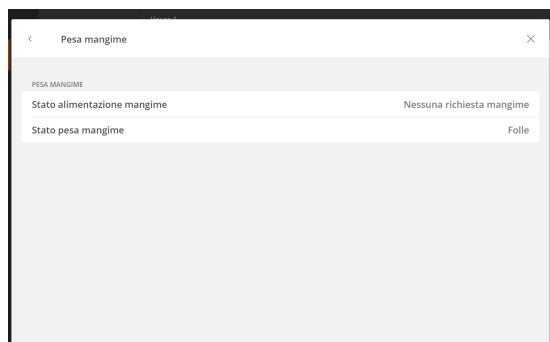 Pesa mangime
PESA MANGIME
Stato alimentazione mangime Nessuna richiesta mangime
Stato pesa mangime Folle